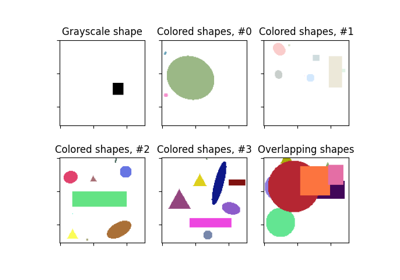 Grayscale shape
Colored shapes, #0
Colored shapes, #1
Colored shapes, #2
Colored shapes, #3
Overlapping shapes